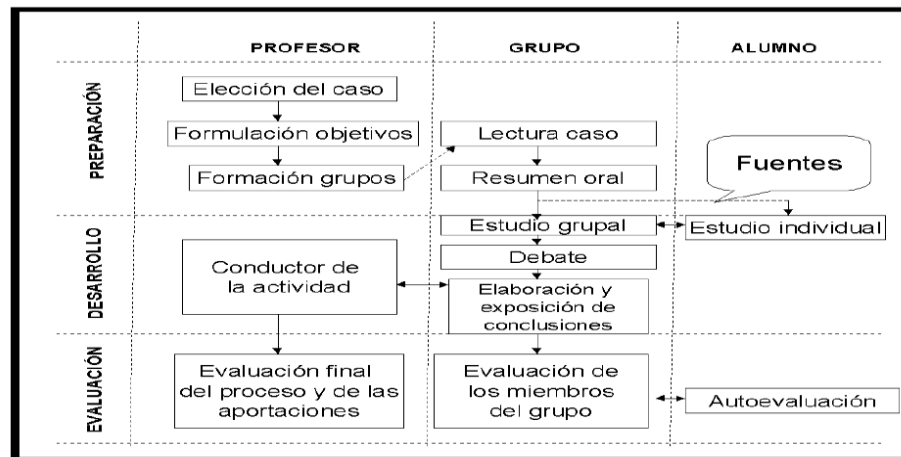 PROFESOR
GRUPO
ALUMNO
PREPARACIÓN
Elección del caso
Formulación objetivos
Formación grupos
Lectura caso
Resumen oral
Fuentes
DESARROLLO
Estudio grupal
Estudio individual
Debate
Conductor de
la actividad
Elaboración y
exposición de
conclusiones
EVALUACIÓN
Evaluación final
del proceso y de las
aportaciones
Evaluación de
los miembros
del grupo
Autoevaluación